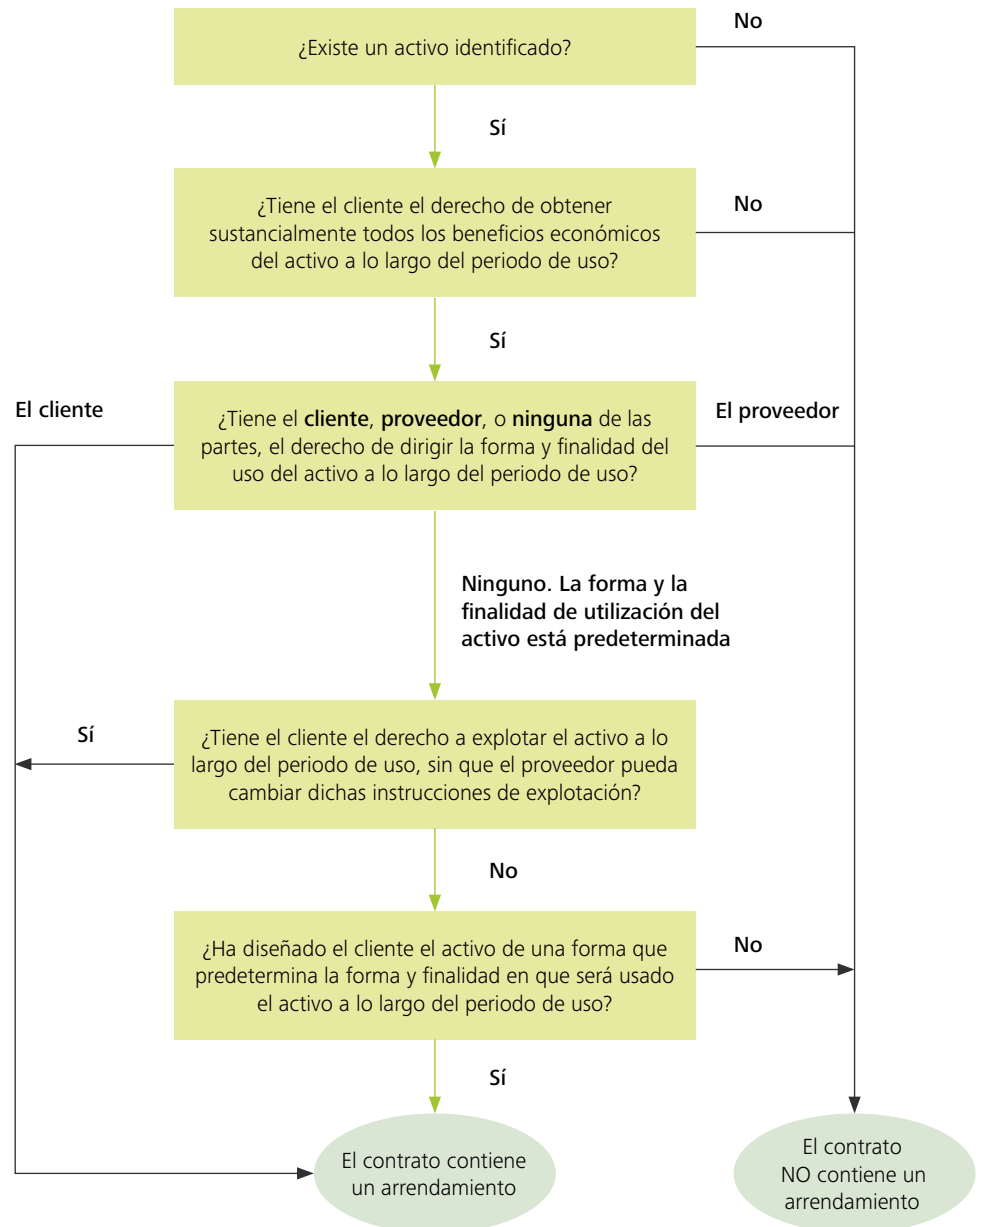 No
¿Existe un activo identificado?
Sí
¿Tiene el cliente el derecho de obtener
sustancialmente todos los beneficios económicos
del activo a lo largo del periodo de uso?
No
Sí
El cliente
¿Tiene el cliente, proveedor, o ninguna de las
partes, el derecho de dirigir la forma y finalidad del
uso del activo a lo largo del periodo de uso?
El proveedor
Ninguno. La forma y la
finalidad de utilización del
activo está predeterminada
Sí
¿Tiene el cliente el derecho a explotar el activo a lo
largo del periodo de uso, sin que el proveedor pueda
cambiar dichas instrucciones de explotación?
No
¿Ha diseñado el cliente el activo de una forma que
predetermina la forma y finalidad en que será usado
el activo a lo largo del periodo de uso?
No
Sí
El contrato contiene
un arrendamiento
El contrato
NO contiene un
arrendamiento